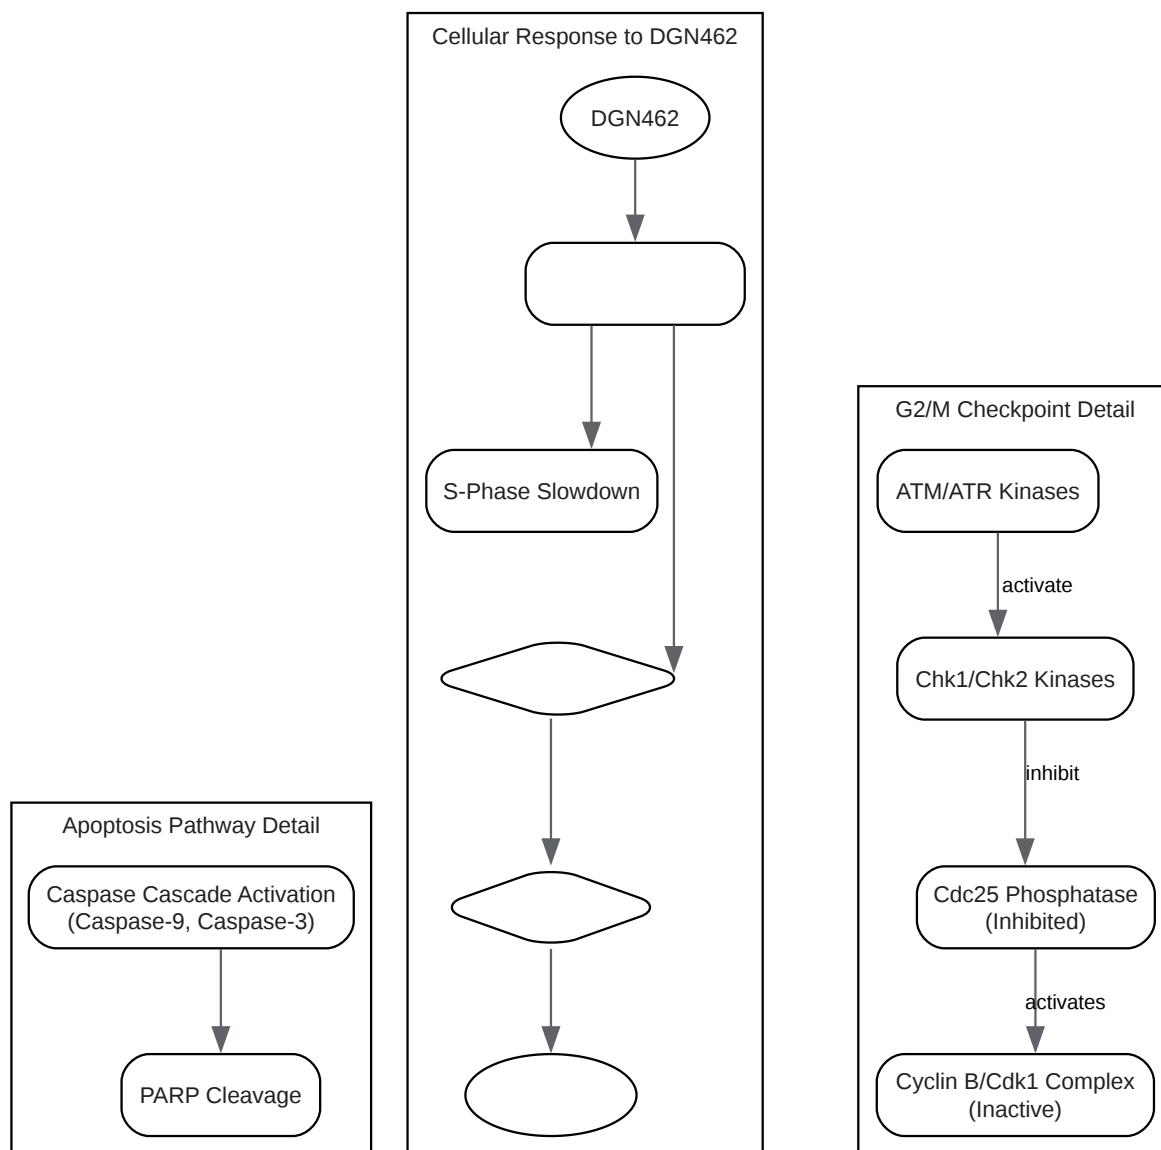 Cellular Response to DGN462
DGN462
S-Phase Slowdown
G2/M Checkpoint Detail
ATM/ATR Kinases
activate
Chk1/Chk2 Kinases
inhibit
Cdc25 Phosphatase
(Inhibited)
activates
Cyclin B/Cdk1 Complex
(Inactive)
Apoptosis Pathway Detail
Caspase Cascade Activation
(Caspase-9, Caspase-3)
PARP Cleavage